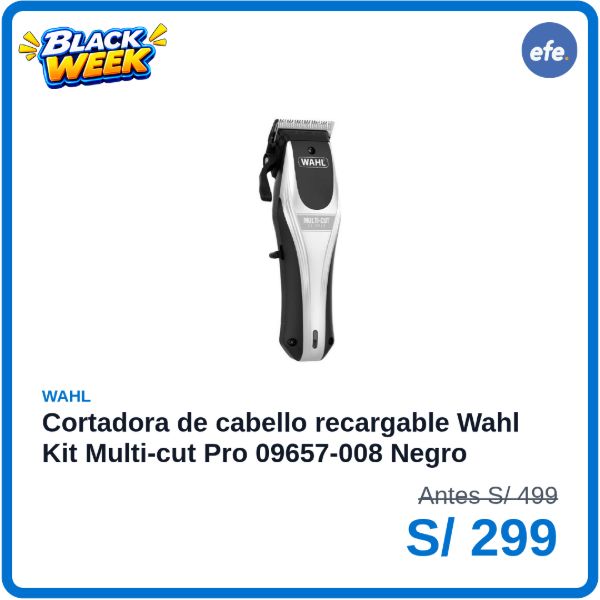 BLACK
WEEK
efe.
WAHL
MULTI-CUT
WAHL
Cortadora de cabello recargable Wahl
Kit Multi-cut Pro 09657-008 Negro
Antes S/ 499
S/ 299